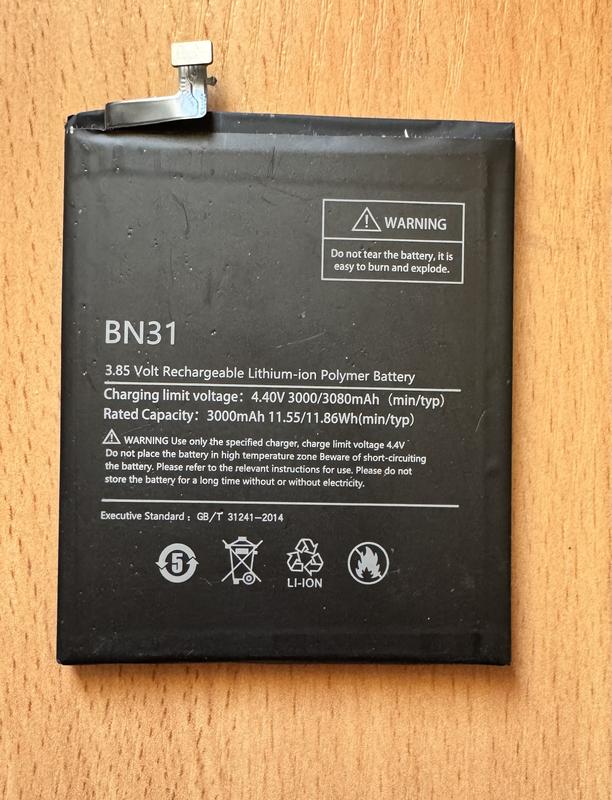 WARNING
Do not tear the battery, it is
easy to burn and explode.
BN31
3.85 Volt Rechargeable Lithium-ion Polymer Battery
Charging limit voltage: 4.40V 3000/3080mAh (min/typ)
Rated Capacity: 3000mAh 11.55/11.86Wh(min/typ)
WARNING Use only the specified charger, charge limit voltage 4.4V
Do not place the battery in high temperature zone Beware of short-circuiting
the battery. Please refer to the relevant instructions for use. Please do not
store the battery for a long time without or without electricity.
Executive Standard : GB/T 31241-2014
5
LI-ION